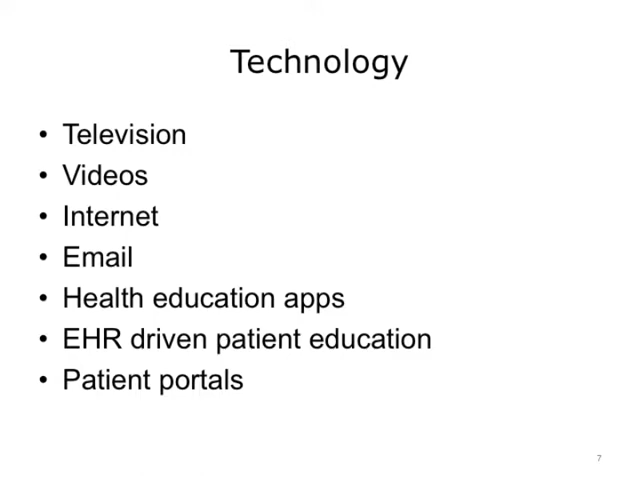 Technology
• Television
• Videos
• Internet
• Email
• Health education apps
• EHR driven patient education
• Patient portals
7